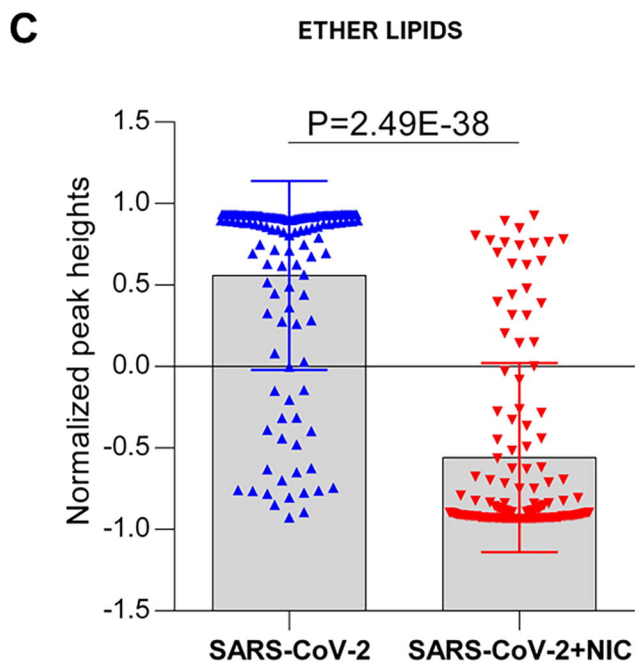 C
ETHER LIPIDS
P=2.49E-38
Normalized peak heights
1.5
1.0
0.5
0.0
-0.5
-1.0
-1.5
SARS-CoV-2
SARS-CoV-2+NIC